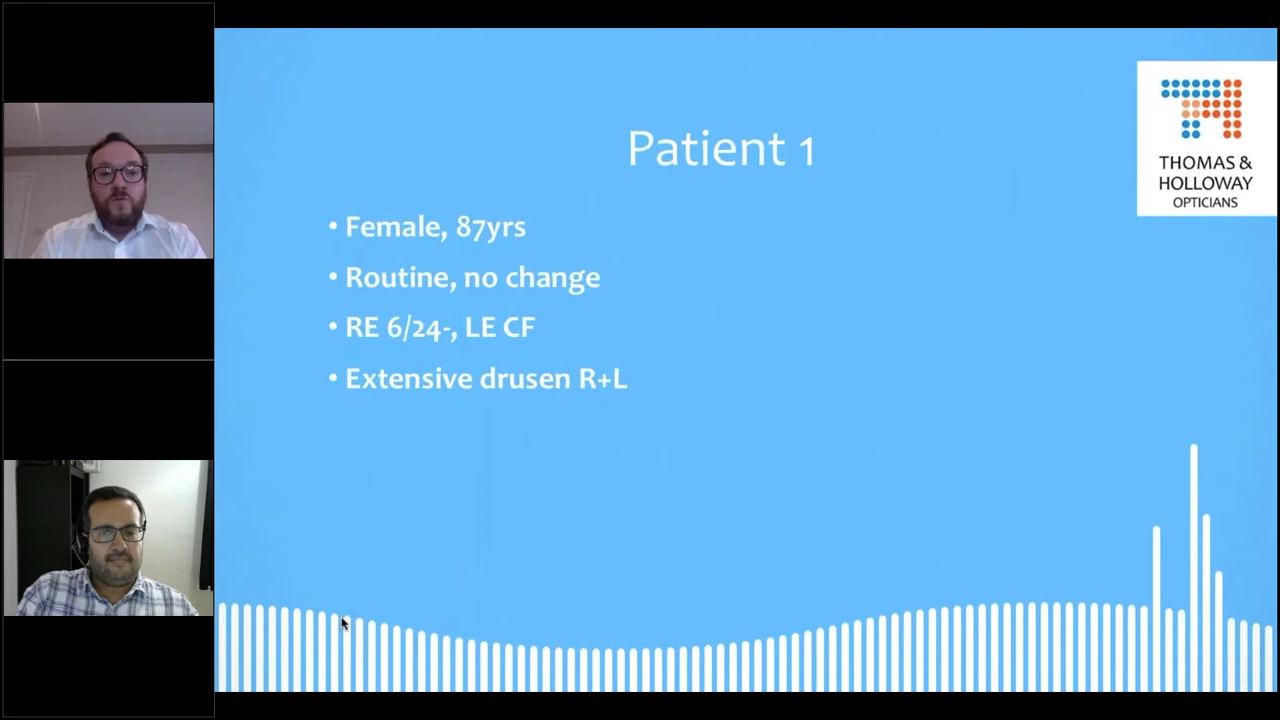 Patient 1
• Female, 87yrs
• Routine, no change
• RE 6/24-, LE CF
• Extensive drusen R+L
THOMAS &
HOLLOWAY
OPTICIANS